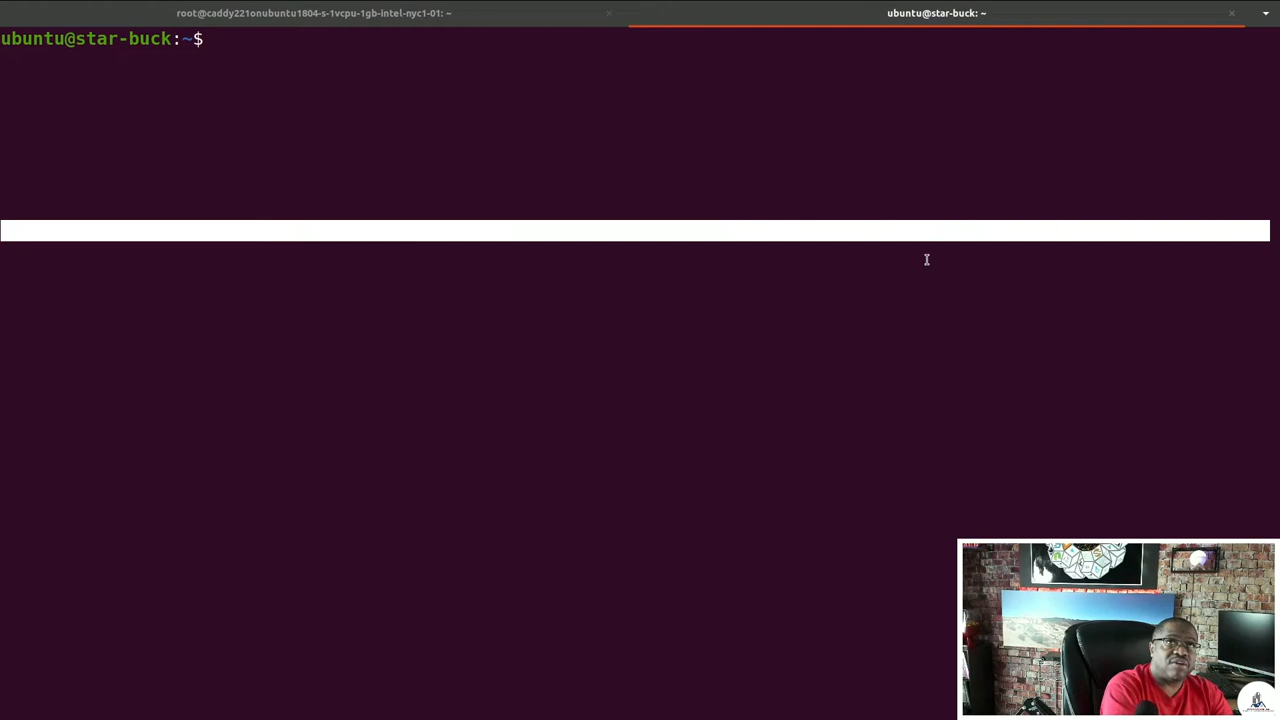 root@caddy221onubuntu1804-s-1vcpu-1gb-intel-nyc1-01: ~
ubuntu@star-buck: ~
ubuntu@star-buck:~$